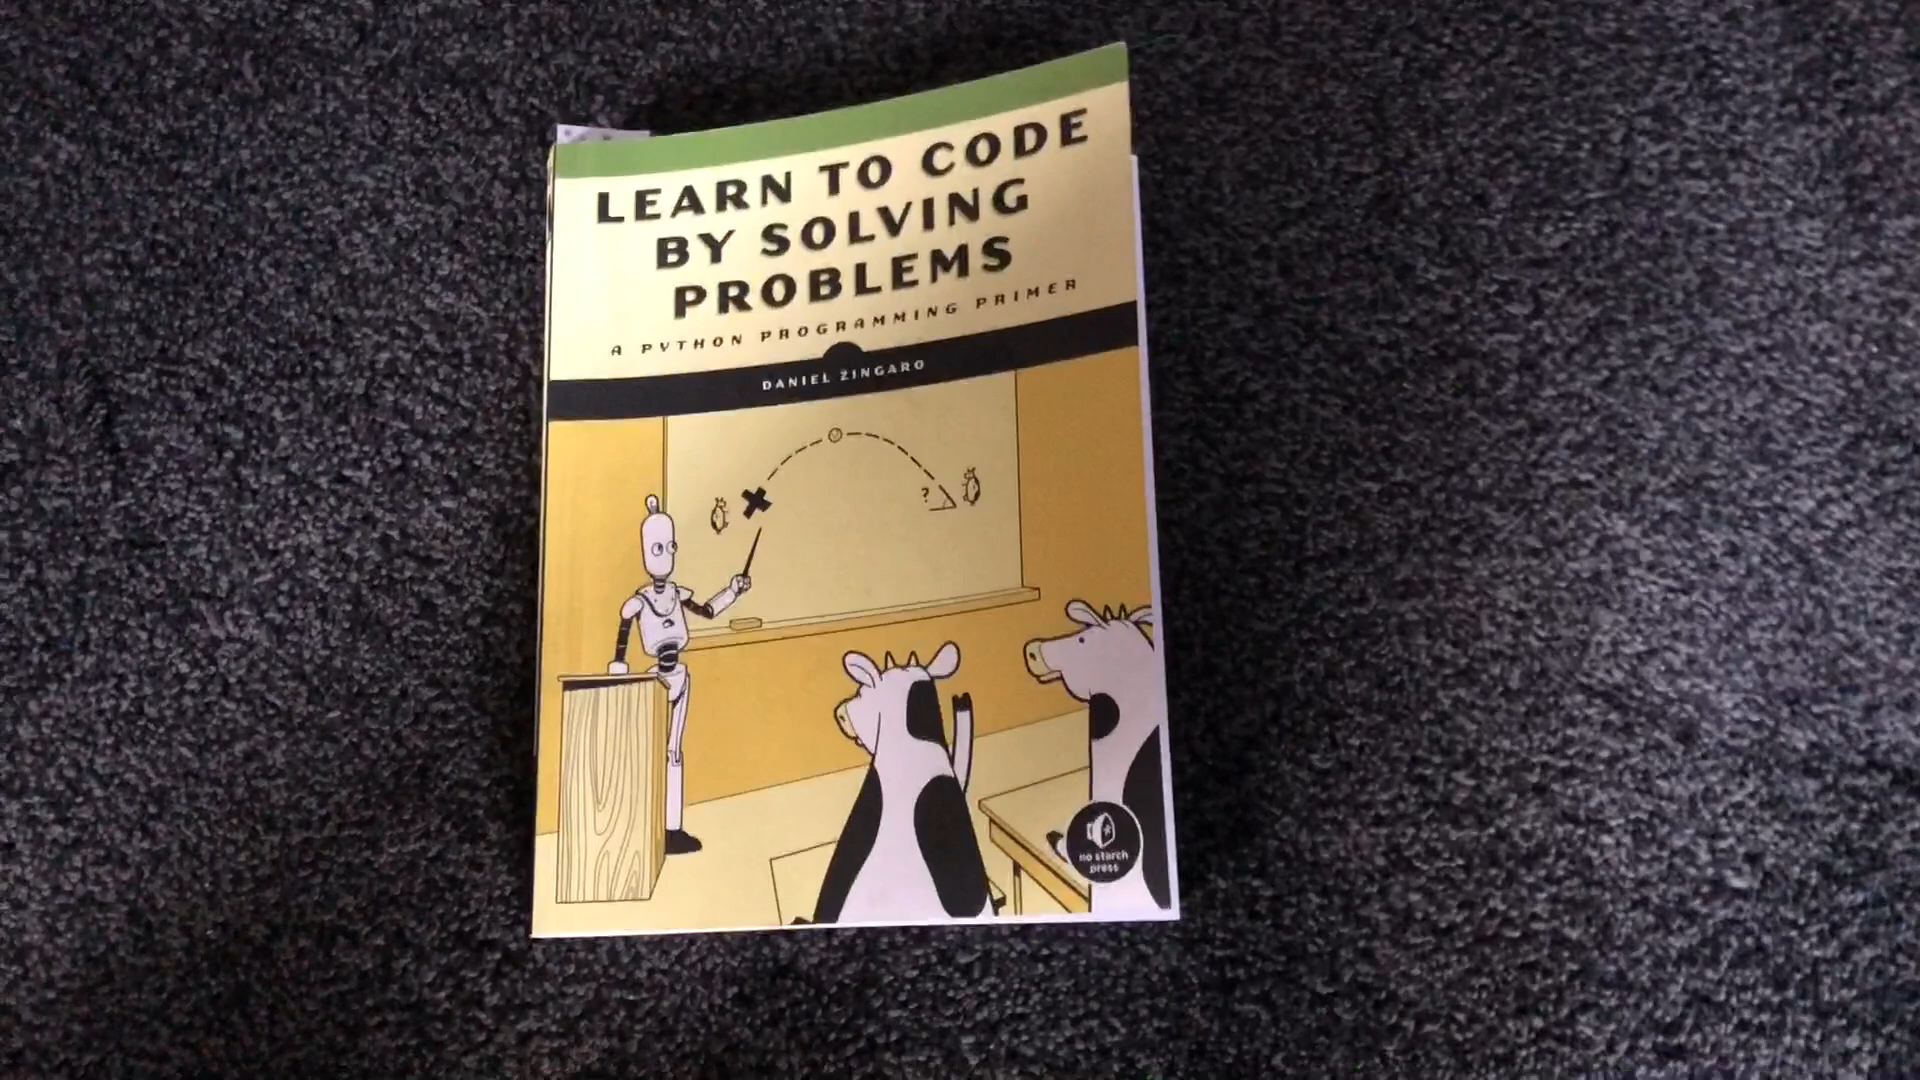 LEARN TO CODE
BY SOLVING
PROBLEMS
A PYTHON PROGRAMMING PRIMER
DANIEL ZINGARO
?
no starch
press